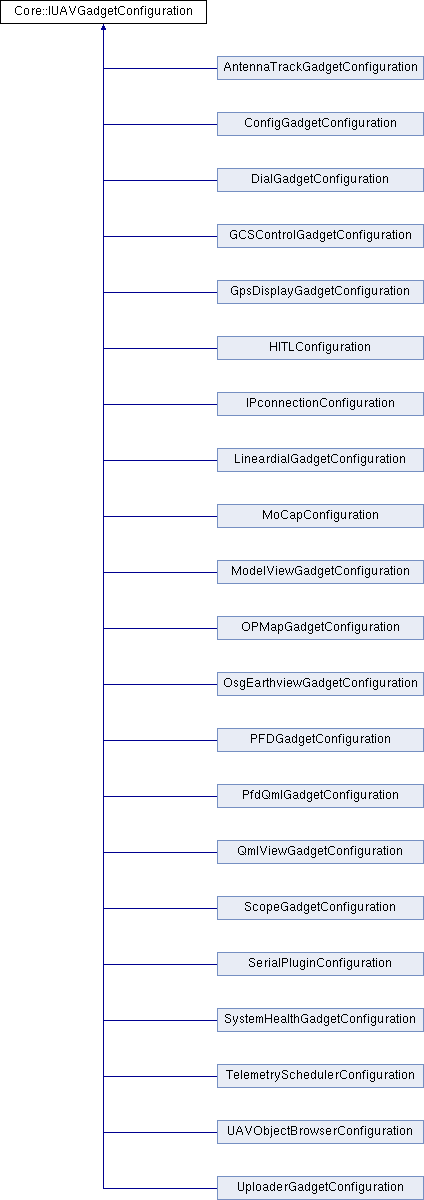 Core::IUAVGadgetConfiguration
AntennaTrackGadgetConfiguration
ConfigGadgetConfiguration
DialGadgetConfiguration
GCSControlGadgetConfiguration
GpsDisplayGadgetConfiguration
HITLConfiguration
IPconnectionConfiguration
LineardialGadgetConfiguration
MoCapConfiguration
ModelViewGadgetConfiguration
OPMapGadgetConfiguration
OsgEarthviewGadgetConfiguration
PFDGadgetConfiguration
PfdQmlGadgetConfiguration
QmlViewGadgetConfiguration
ScopeGadgetConfiguration
SerialPluginConfiguration
SystemHealthGadgetConfiguration
TelemetrySchedulerConfiguration
UAVObjectBrowserConfiguration
UploaderGadgetConfiguration